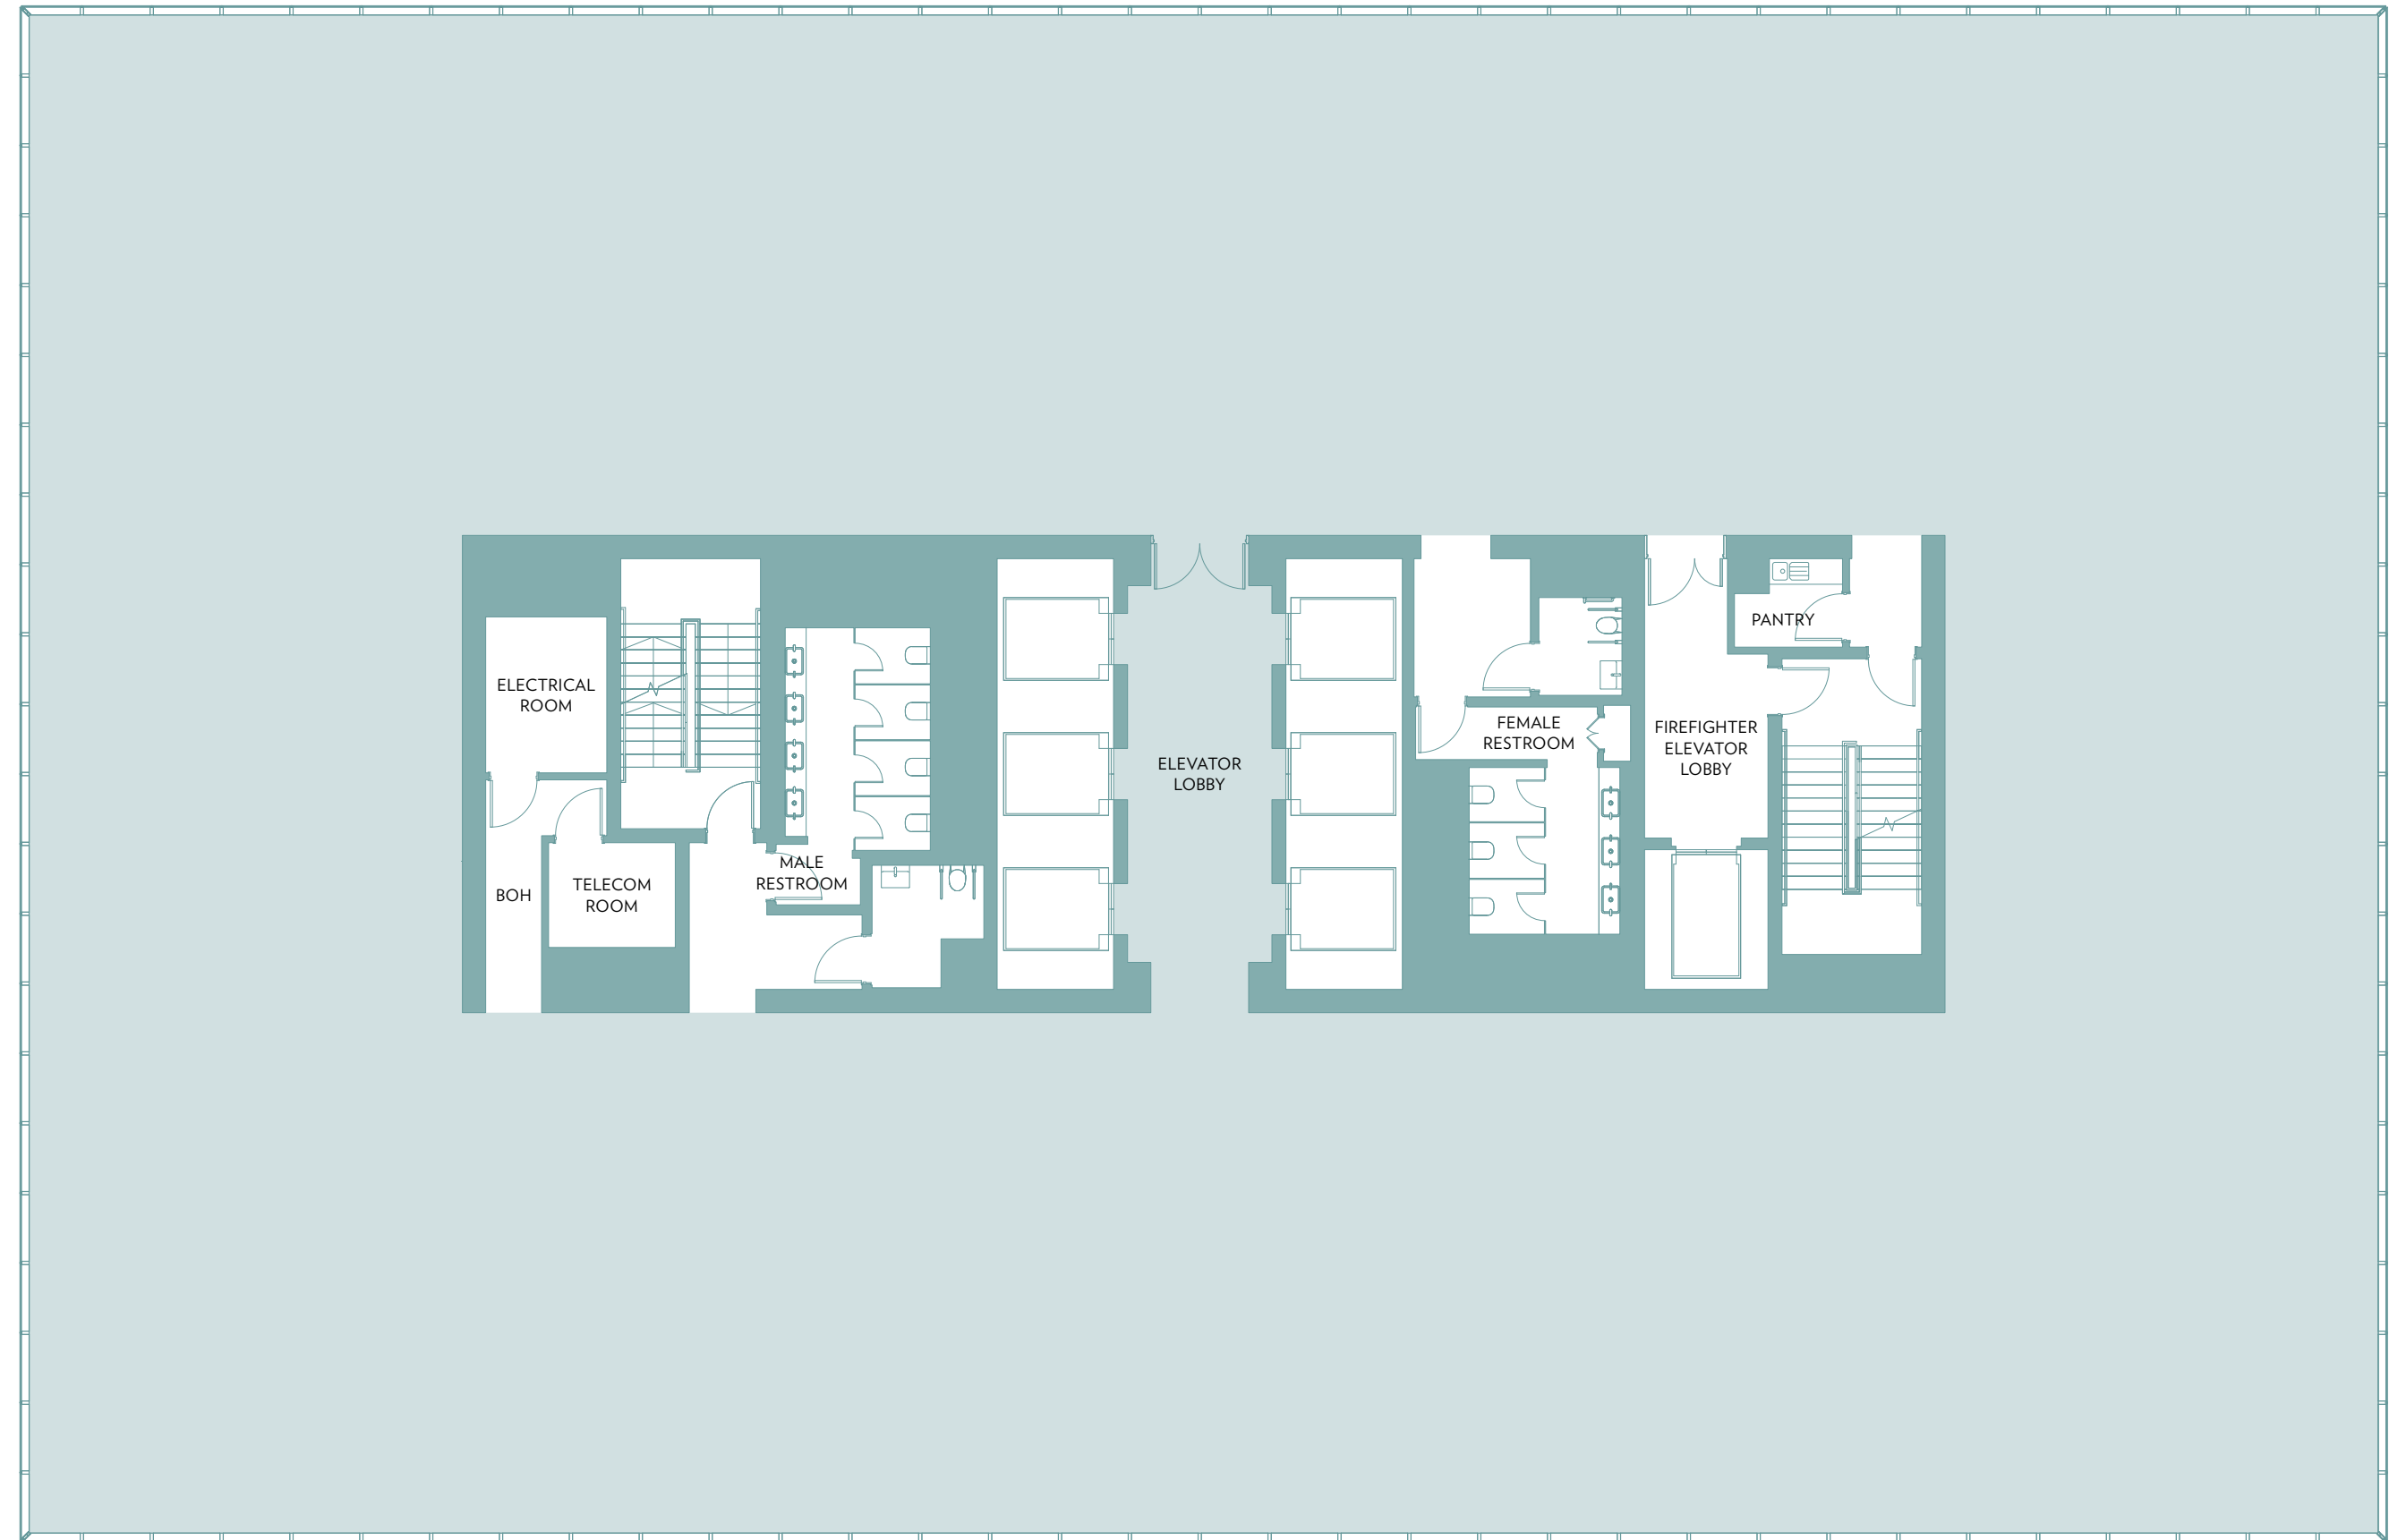 ELECTRICAL
ROOM
BOH
TELECOM
ROOM
MALE
RESTROOM
ELEVATOR
LOBBY
FEMALE
RESTROOM
FIREFIGHTER
ELEVATOR
LOBBY
PANTRY